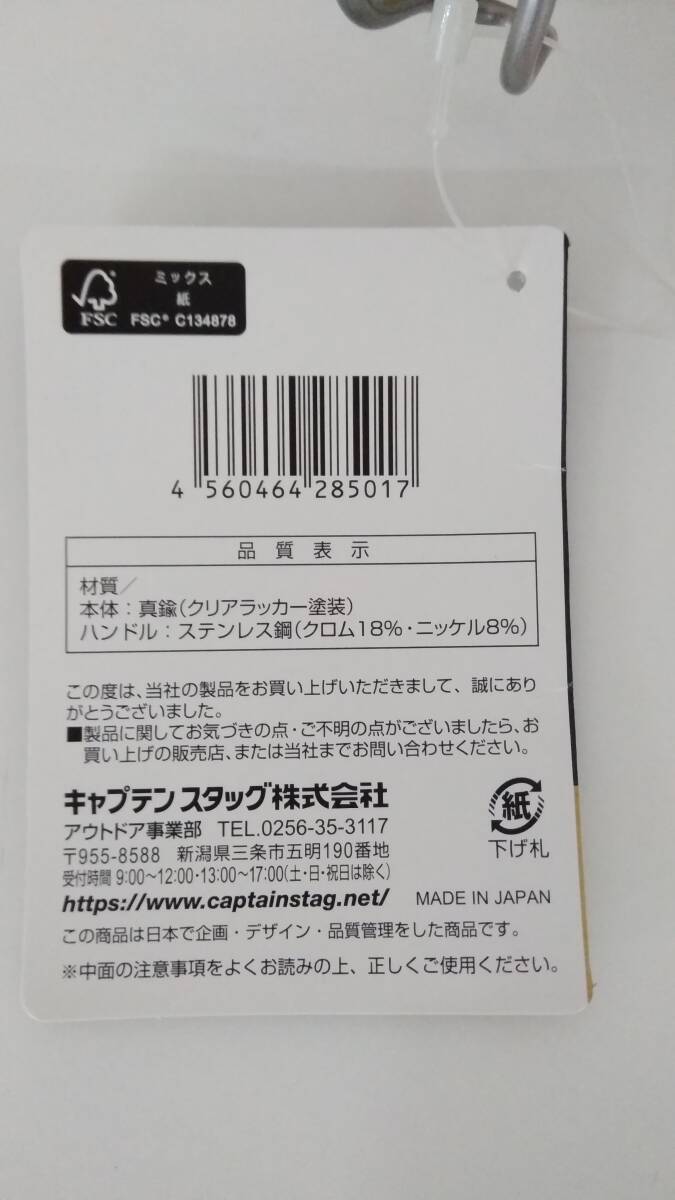 ミックス
紙
FSC
FSC® C134878
4 560464 285017
品質表示
材質／
本体：真鍮(クリアラッカー塗装)
ハンドル：ステンレス鋼(クロム18%・ニッケル8%)
この度は、当社の製品をお買い上げいただきまして、誠にあり
がとうございました。
■製品に関してお気づきの点・ご不明の点がございましたら、お
買い上げの販売店、または当社までお問い合わせください。
キャプテンスタッグ株式会社
アウトドア事業部 TEL.0256-35-3117
〒955-8588 新潟県三条市五明190番地
受付時間 9:00〜12:00・13:00〜17:00(土・日・祝日は除く)
https://www.captainstag.net/
紙
下げ札
MADE IN JAPAN
この商品は日本で企画・デザイン・品質管理をした商品です。
※中面の注意事項をよくお読みの上、正しくご使用ください。